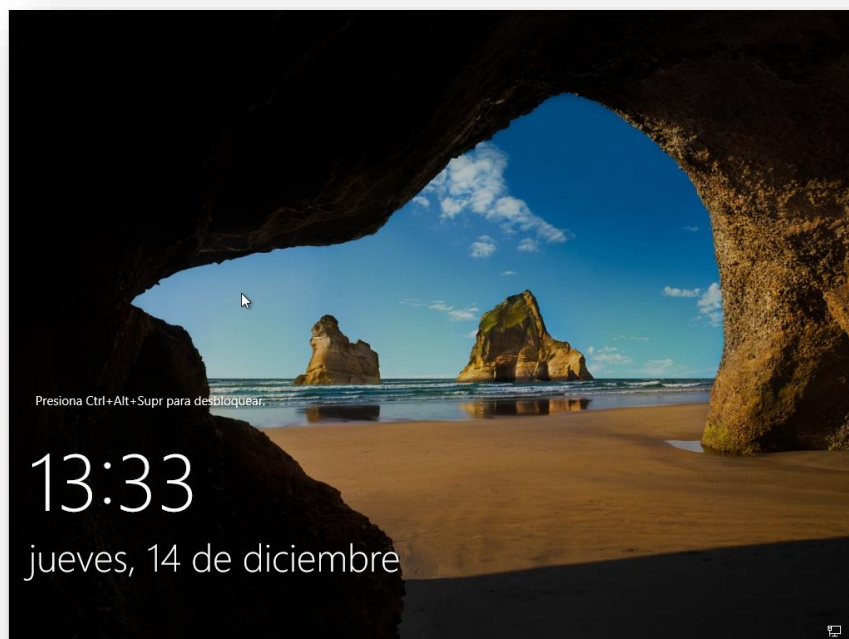 Presiona Ctrl+Alt+Supr para desbloquear.
13:33
jueves, 14 de diciembre